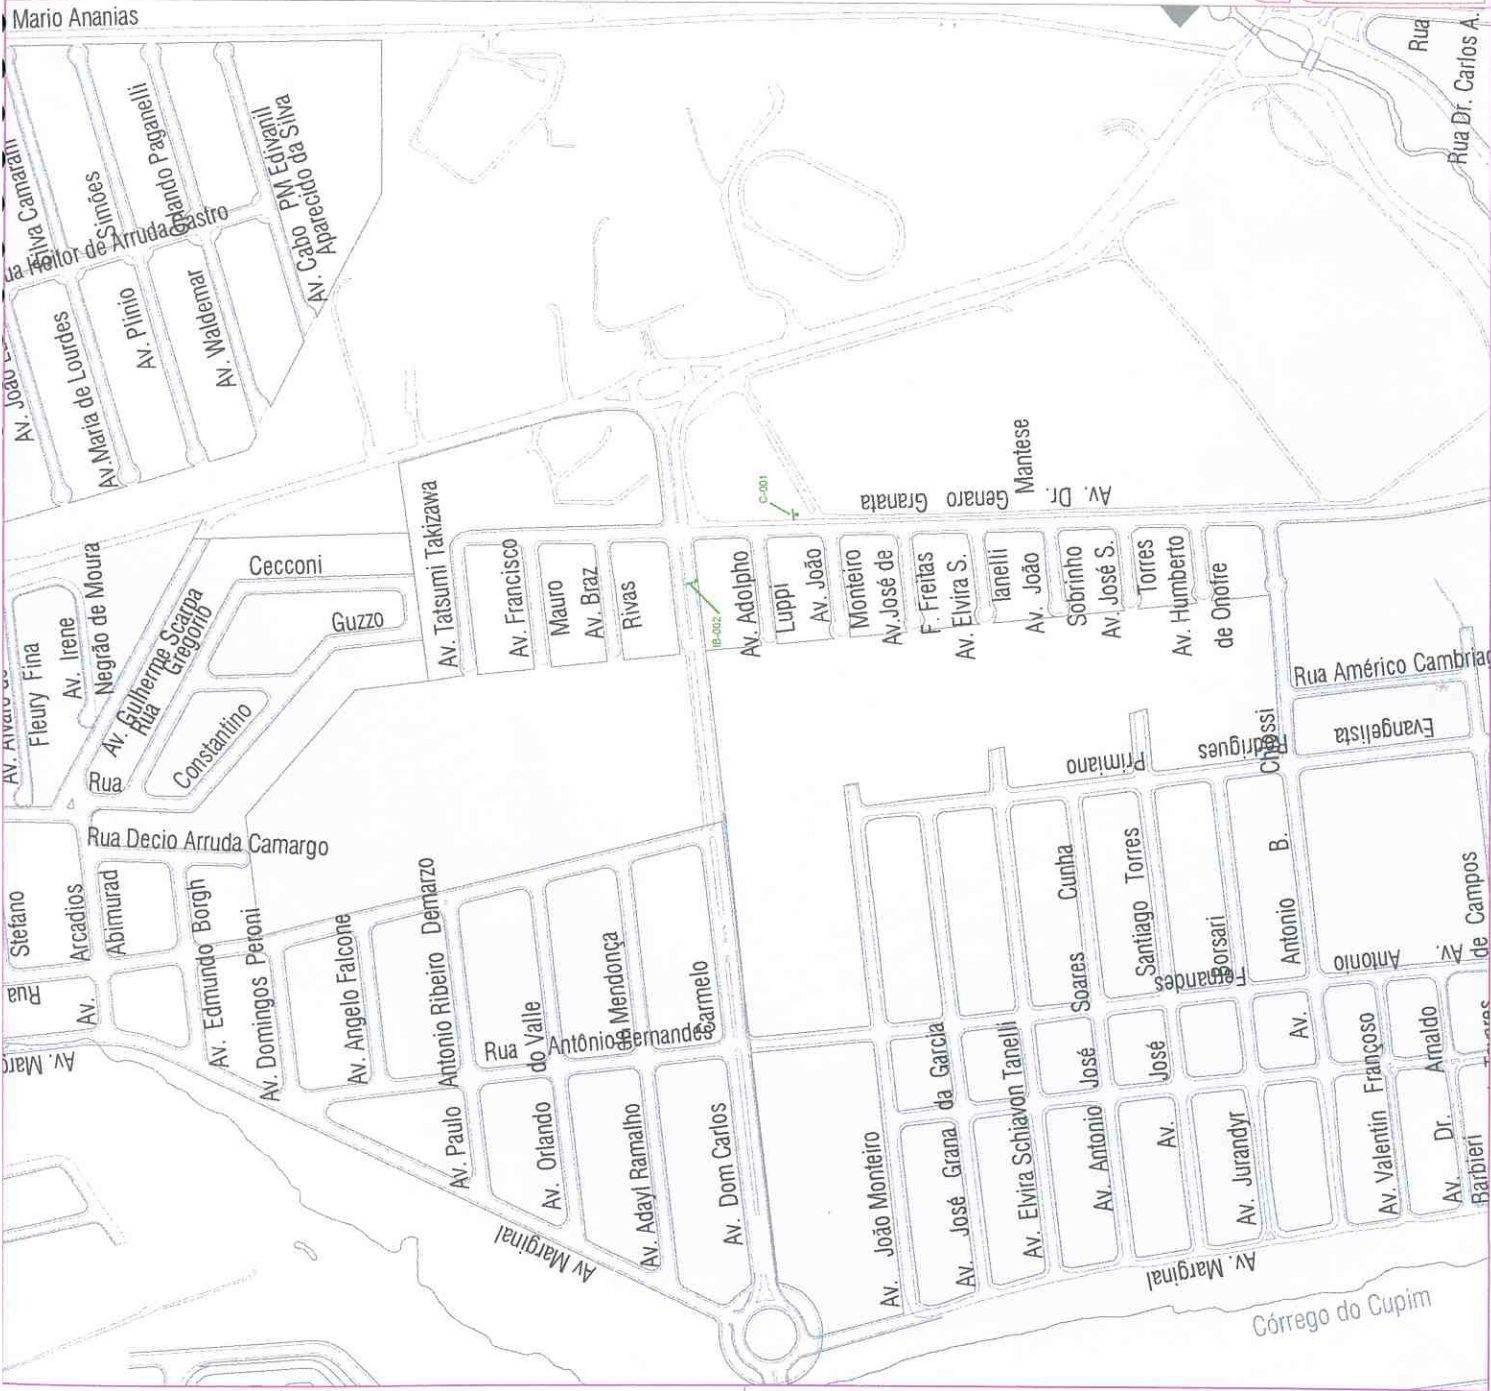 Mario Ananias
Rua
Rua Dr. Carlos A.
Silva Camarani
Simões
Orlando Paganelli
Av. Cabo PM Edivanil
Aparecido da Silva
Heitor de Arruda Castro
Av. João
Av.Maria de Lourdes
Av. Plinio
Av. Waldemar
Fleury Fina
Av. Irene
Negrão de Moura
Av. Gulherme Scarpa
Rua Gregorio
Cecconi
Guzzo
Rua
Constantino
Av. Tatsumi Takizawa
Av. Francisco
Mauro
Av. Braz
Rivas
C-001
IB-002
Av. Adolpho
Luppi
Av. João
Monteiro
Av.José de
F. Freitas
Av. Elvira S.
Ianelli
Av. João
Sobrinho
Av. José S.
Torres
Av. Humberto
de Onofre
Av. Dr. Genaro Granata
Mantese
Rua Américo Cambriag
Evangelista
Rodrigues
Primiano
Chossi
Rua Decio Arruda Camargo
Stefano
Arcadios
Abimurad
Rua
Av.
Av. Edmundo Borgh
Av. Domingos Peroni
Av. Angelo Falcone
Antonio Ribeiro Demarzo
Av. Paulo
Rua Antônio Fernandes
do Valle
Av. Orlando
de Mendonça
Av. Adayl Ramalho
Carmelo
Av. Dom Carlos
Av. João Monteiro
Av. José Grana da Garcia
Av. Elvira Schiavon Tanelli
Av. Antonio José Soares Cunha
Av. José Santiago Torres
Av. Jurandyr
Borsari
Av. Antonio B.
Av. Antonio
Fernandes
Av. Valentin Françoso
Av. Dr. Arnaldo
de Campos
Barbieri
Av. Marg
Av Marginal
Av. Marginal
Córrego do Cupim